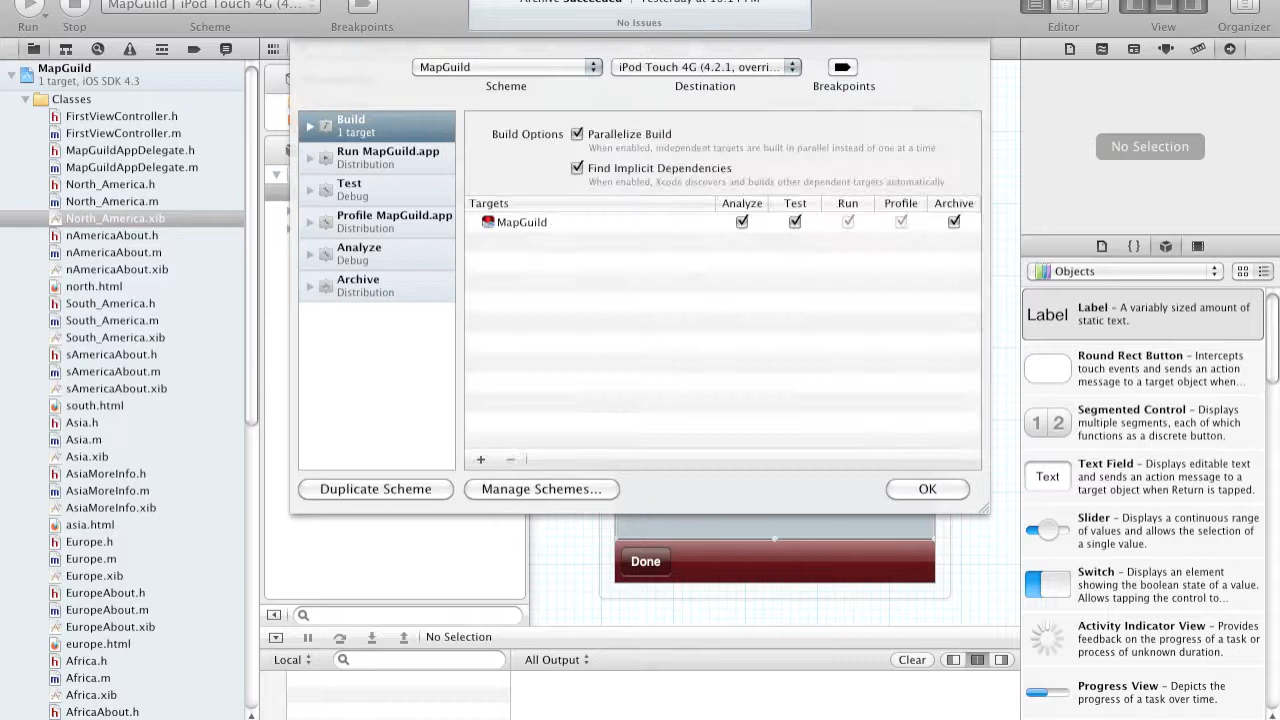 MapGuild | iPod Touch 4G (4...
Archive Succeeded | Yesterday at 10:14 PM
No Issues
Run
Stop
Scheme
Breakpoints
Editor
View
Organizer
MapGuild
1 target, iOS SDK 4.3
Classes
FirstViewController.h
FirstViewController.m
MapGuildAppDelegate.h
MapGuildAppDelegate.m
North_America.h
North_America.m
North_America.xib
nAmericaAbout.h
nAmericaAbout.m
nAmericaAbout.xib
north.html
South_America.h
South_America.m
South_America.xib
sAmericaAbout.h
sAmericaAbout.m
sAmericaAbout.xib
south.html
Asia.h
Asia.m
Asia.xib
AsiaMoreInfo.h
AsiaMoreInfo.m
AsiaMoreInfo.xib
asia.html
Europe.h
Europe.m
Europe.xib
EuropeAbout.h
EuropeAbout.m
EuropeAbout.xib
europe.html
Africa.h
Africa.m
Africa.xib
AfricaAbout.h
MapGuild
iPod Touch 4G (4.2.1, overri...
Scheme
Destination
Breakpoints
Build
1 target
Run MapGuild.app
Distribution
Test
Debug
Profile MapGuild.app
Distribution
Analyze
Debug
Archive
Distribution
Build Options
Parallelize Build
When enabled, independent targets are built in parallel instead of one at a time
Find Implicit Dependencies
When enabled, Xcode discovers and builds other dependent targets automatically
Targets
Analyze
Test
Run
Profile
Archive
MapGuild
Duplicate Scheme
Manage Schemes...
OK
Done
No Selection
Local
All Output
Clear
No Selection
Objects
Label
Label – A variably sized amount of
static text.
Round Rect Button – Intercepts
touch events and sends an action
message to a target object when...
1 2
Segmented Control – Displays
multiple segments, each of which
functions as a discrete button.
Text
Text Field – Displays editable text
and sends an action message to a
target object when Return is tapped.
Slider – Displays a continuous range
of values and allows the selection of
a single value.
Switch – Displays an element
showing the boolean state of a value.
Allows tapping the control to...
Activity Indicator View – Provides
feedback on the progress of a task or
process of unknown duration.
Progress View – Depicts the
progress of a task over time.